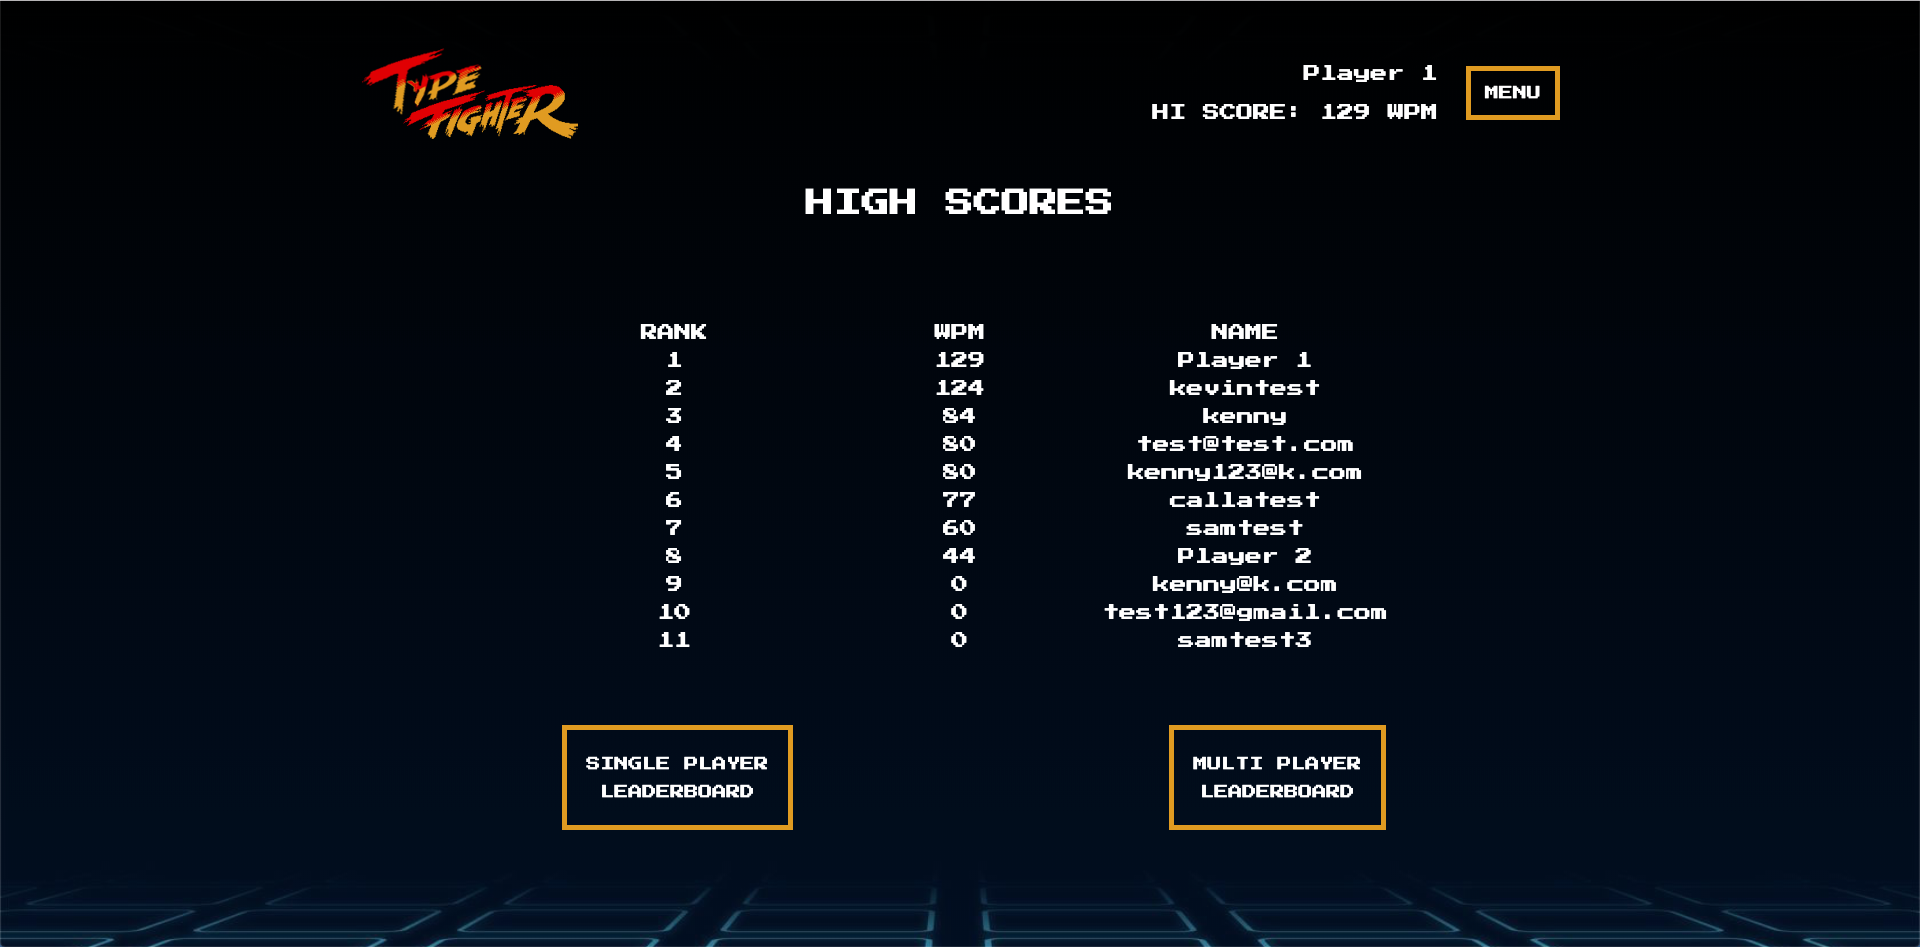 TYPE
FIGHTER
Player 1
HI SCORE: 129 WPM
MENU
HIGH SCORES
RANK WPM NAME
1 129 Player 1
2 124 kevintest
3 84 kenny
4 80 test@test.com
5 80 kenny123@k.com
6 77 callatest
7 60 samtest
8 44 Player 2
9 0 kenny@k.com
10 0 test123@gmail.com
11 0 samtest3
SINGLE PLAYER
LEADERBOARD
MULTI PLAYER
LEADERBOARD